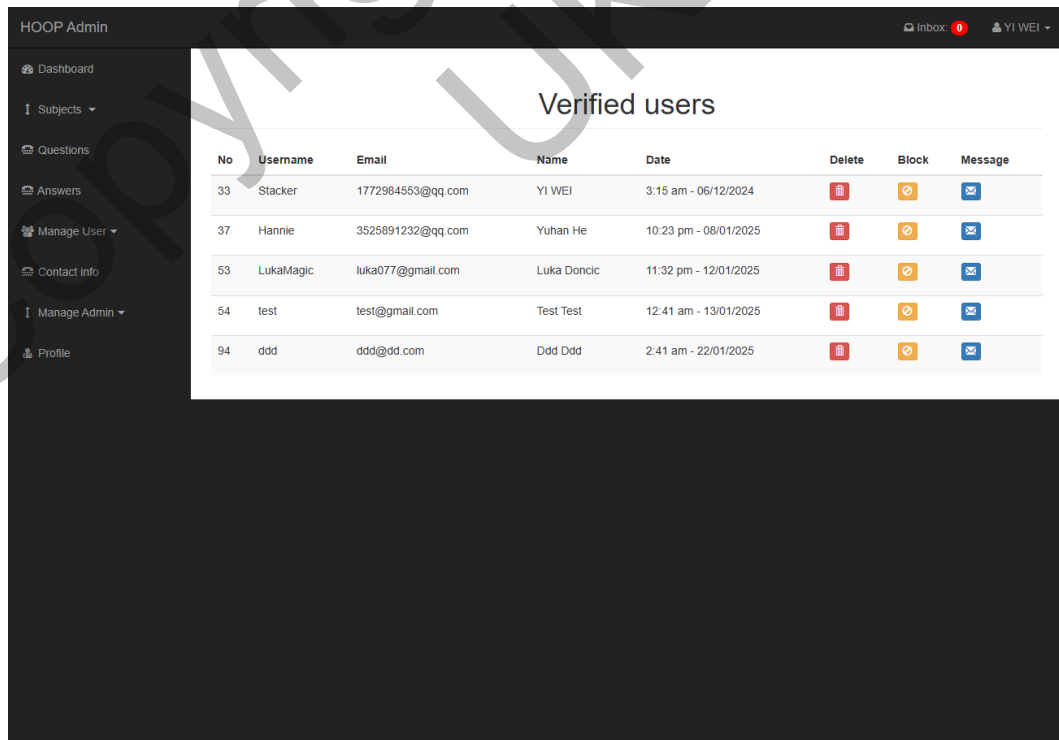 HOOP Admin Inbox: 0 YI WEI
Dashboard
Subjects
Questions
Answers
Manage User
Contact info
Manage Admin
Profile
Verified users
No Username Email Name Date Delete Block Message
33 Stacker 1772984553@qq.com YI WEI 3:15 am - 06/12/2024
37 Hannie 3525891232@qq.com Yuhan He 10:23 pm - 08/01/2025
53 LukaMagic luka077@gmail.com Luka Doncic 11:32 pm - 12/01/2025
54 test test@gmail.com Test Test 12:41 am - 13/01/2025
94 ddd ddd@dd.com Ddd Ddd 2:41 am - 22/01/2025